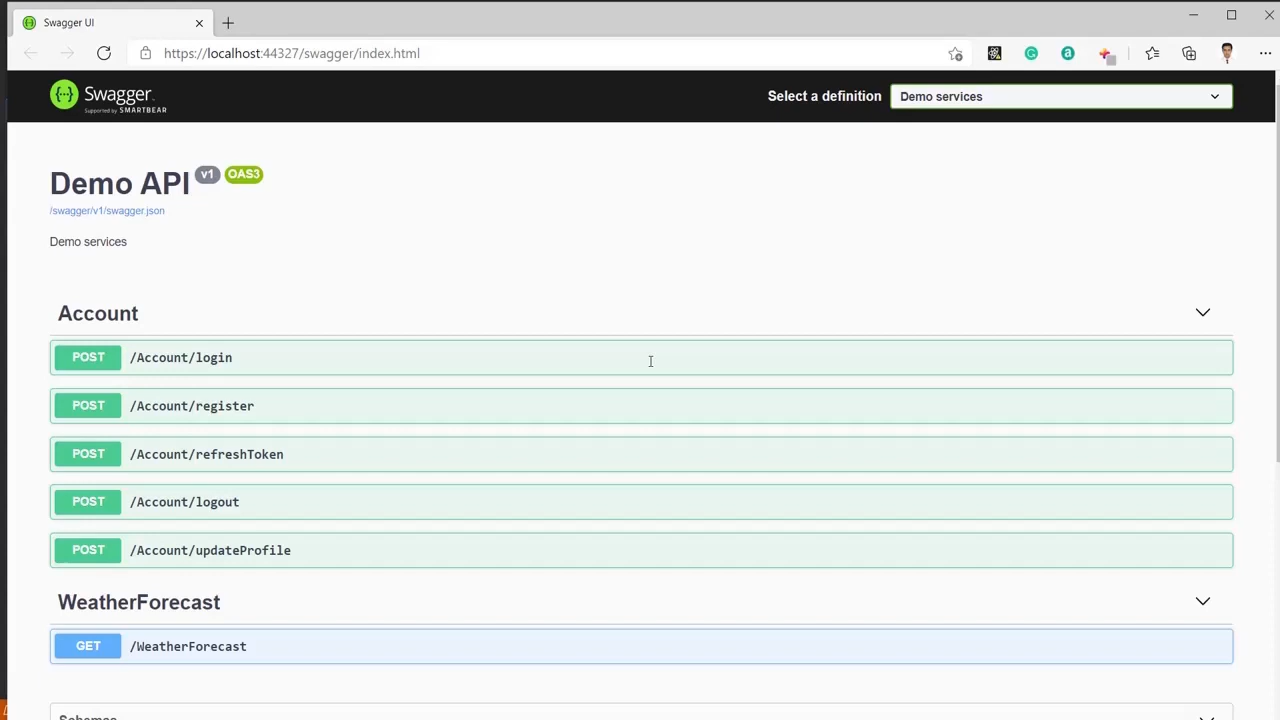 Swagger UI
https://localhost:44327/swagger/index.html
Swagger
Supported by SMARTBEAR
Select a definition
Demo services
Demo API v1 OAS3
/swagger/v1/swagger.json
Demo services
Account
POST /Account/login
POST /Account/register
POST /Account/refreshToken
POST /Account/logout
POST /Account/updateProfile
WeatherForecast
GET /WeatherForecast
Schemas